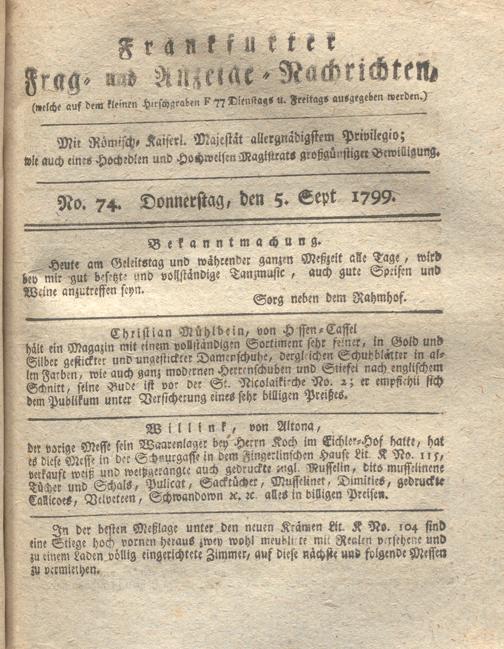 Frankfurter
Frag- und Anzeige-Nachrichten,
(welche auf dem kleinen Hirschgraben F 77 Dienstags u. Freitags ausgegeben werden.)
Mit Römisch-Kaiserl. Majestät allergnädigstem Privilegio;
wie auch eines Hochedlen und Hochweisen Magistrats großgünstiger Bewilligung.
No. 74. Donnerstag, den 5. Sept 1799.
Bekanntmachung.
Heute am Geleitstag und während der ganzen Meßzeit alle Tage, wird
bey mir gut besetzte und vollständige Tanzmusic, auch gute Speisen und
Weine anzutreffen seyn.
Sorg neben dem Rahmhof.
Christian Mühlbein, von Hessen-Cassel
hält ein Magazin mit einem vollständigen Sortiment sehr feiner, in Gold und
Silber gestickter und ungestickter Damenschuhe, dergleichen Schuhblätter in al-
len Farben, wie auch ganz modernen Herrenschuhen und Stiefel nach englischem
Schnitt, seine Bude ist vor der St. Nicolaikirche No. 2; er empfiehlt sich
dem Publikum unter Versicherung eines sehr billigen Preißes.
Willink, von Altona,
der vorige Messe sein Waarenlager bey Herrn Koch im Eichler-Hof hatte, hat
es diese Messe in der Schnurgasse in dem Fingerlinschen Hause Lit. K No. 115,
verkauft weiß und weißgerangte auch gedruckte engl. Musselin, dito musselinene
Tücher und Schals, Pulicat, Sacktücher, Musselinet, Dimities, gedruckte
Callicoes, Velveteen, Schwandown ꝛc. ꝛc. alles in billigen Preisen.
In der besten Meßlage unter den neuen Krämen Lit. K No. 104 sind
eine Stiege hoch vornen heraus zwey wohl meublirte mit Realen versehene und
zu einem Laden völlig eingerichtete Zimmer, auf diese nächste und folgende Messen
zu vermiethen.